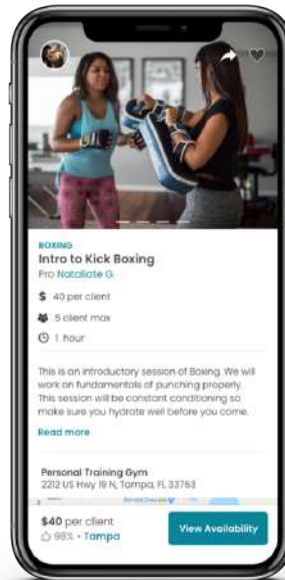 BOXING
Intro to Kick Boxing
Pro Nataliate G.
$ 40 per client
5 client max
1 hour
This is an introductory session of Boxing. We will
work on fundamentals of punching properly.
This session will be constant conditioning so
make sure you hydrate well before you come.
Read more
Personal Training Gym
2212 US Hwy 19 N, Tampa, FL 33763
$40 per client
98% • Tampa
View Availability